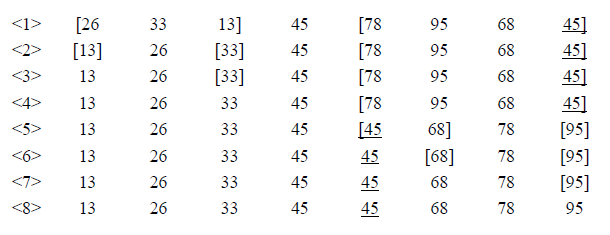 <1> [26 33 13] 45 [78 95 68 45]
<2> [13] 26 [33] 45 [78 95 68 45]
<3> 13 26 [33] 45 [78 95 68 45]
<4> 13 26 33 45 [78 95 68 45]
<5> 13 26 33 45 [45 68] 78 [95]
<6> 13 26 33 45 45 [68] 78 [95]
<7> 13 26 33 45 45 68 78 [95]
<8> 13 26 33 45 45 68 78 95